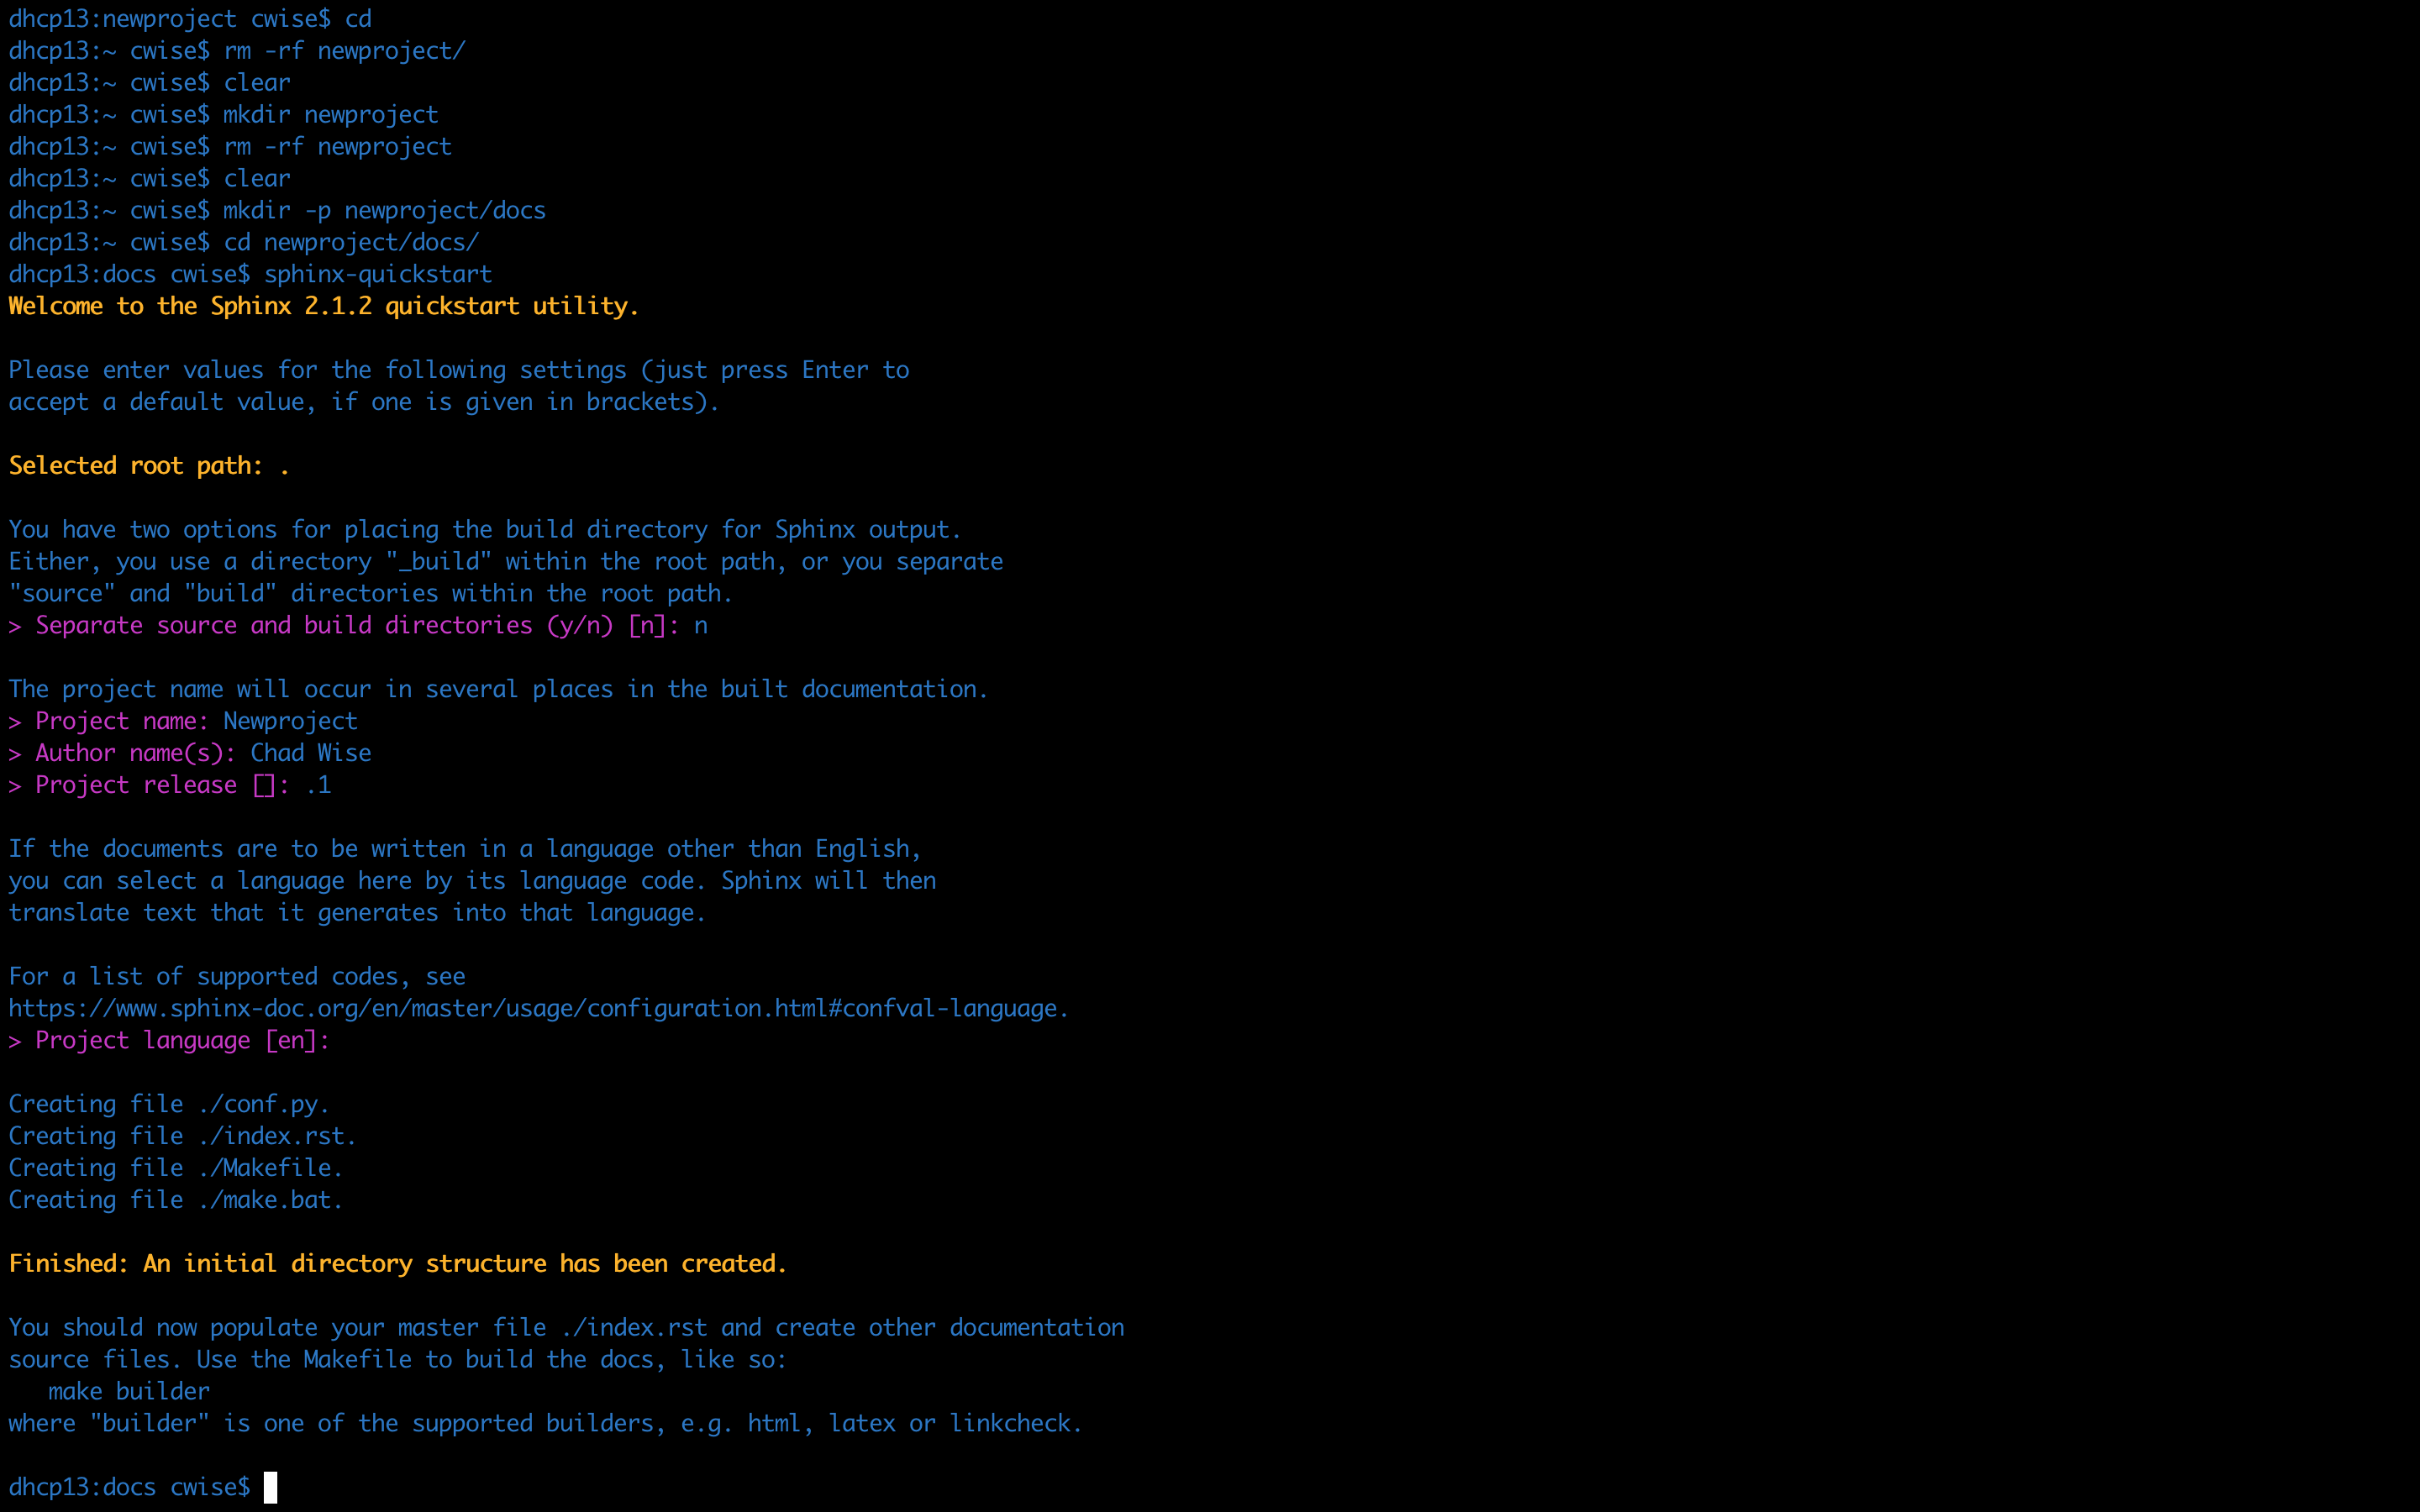 dhcp13:newproject cwise$ cd
dhcp13:~ cwise$ rm -rf newproject/
dhcp13:~ cwise$ clear
dhcp13:~ cwise$ mkdir newproject
dhcp13:~ cwise$ rm -rf newproject
dhcp13:~ cwise$ clear
dhcp13:~ cwise$ mkdir -p newproject/docs
dhcp13:~ cwise$ cd newproject/docs/
dhcp13:docs cwise$ sphinx-quickstart
Welcome to the Sphinx 2.1.2 quickstart utility.
Please enter values for the following settings (just press Enter to
accept a default value, if one is given in brackets).
Selected root path: .
You have two options for placing the build directory for Sphinx output.
Either, you use a directory "_build" within the root path, or you separate
"source" and "build" directories within the root path.
> Separate source and build directories (y/n) [n]: n
The project name will occur in several places in the built documentation.
> Project name: Newproject
> Author name(s): Chad Wise
> Project release []: .1
If the documents are to be written in a language other than English,
you can select a language here by its language code. Sphinx will then
translate text that it generates into that language.
For a list of supported codes, see
https://www.sphinx-doc.org/en/master/usage/configuration.html#confval-language.
> Project language [en]:
Creating file ./conf.py.
Creating file ./index.rst.
Creating file ./Makefile.
Creating file ./make.bat.
Finished: An initial directory structure has been created.
You should now populate your master file ./index.rst and create other documentation
source files. Use the Makefile to build the docs, like so:
   make builder
where "builder" is one of the supported builders, e.g. html, latex or linkcheck.
dhcp13:docs cwise$